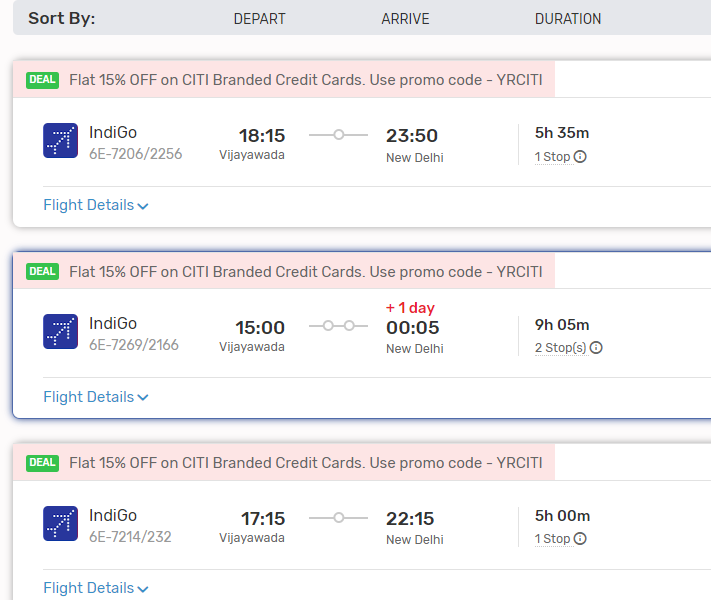 Sort By: DEPART ARRIVE DURATION
DEAL Flat 15% OFF on CITI Branded Credit Cards. Use promo code - YRCITI
IndiGo 18:15 23:50 5h 35m
6E-7206/2256 Vijayawada New Delhi 1 Stop
Flight Details
DEAL Flat 15% OFF on CITI Branded Credit Cards. Use promo code - YRCITI
+ 1 day
IndiGo 15:00 00:05 9h 05m
6E-7269/2166 Vijayawada New Delhi 2 Stop(s)
Flight Details
DEAL Flat 15% OFF on CITI Branded Credit Cards. Use promo code - YRCITI
IndiGo 17:15 22:15 5h 00m
6E-7214/232 Vijayawada New Delhi 1 Stop
Flight Details